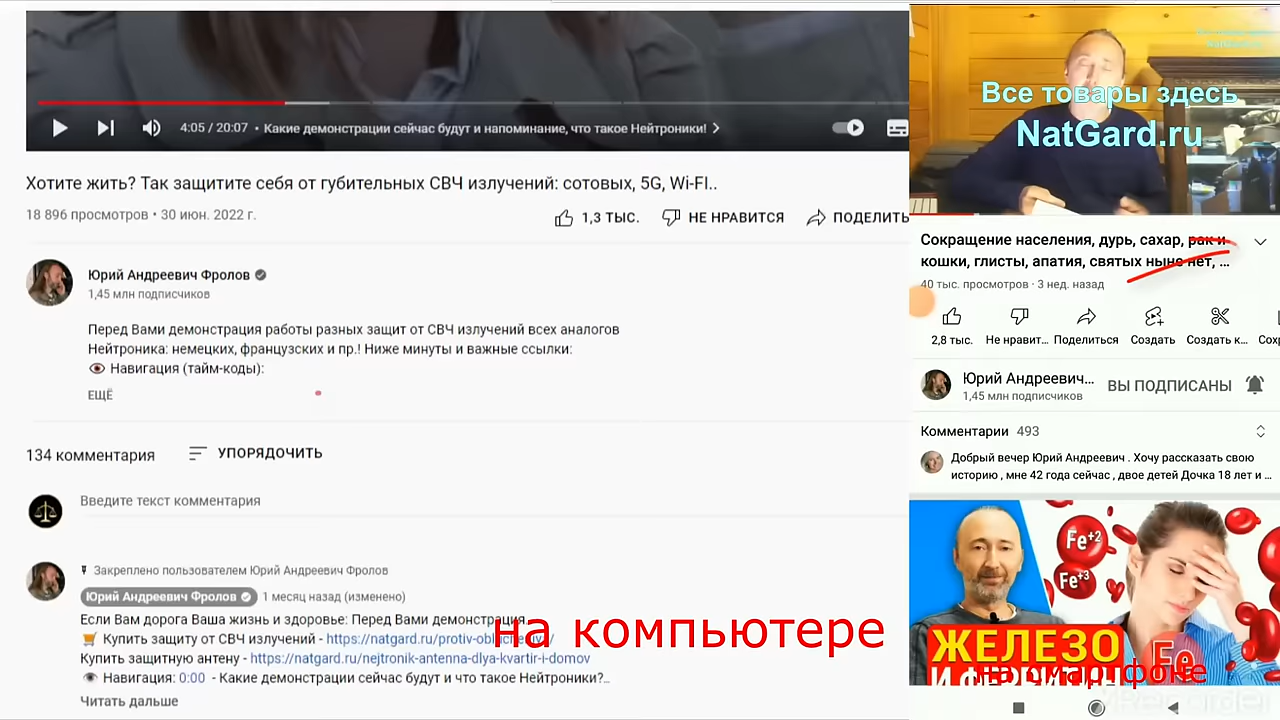 4:05 / 20:07 • Какие демонстрации сейчас будут и напоминание, что такое Нейтроники!
Хотите жить? Так защитите себя от губительных СВЧ излучений: сотовых, 5G, Wi-FI..
18 896 просмотров • 30 июн. 2022 г.
1,3 ТЫС.
НЕ НРАВИТСЯ
ПОДЕЛИТЬ
Юрий Андреевич Фролов
1,45 млн подписчиков
Перед Вами демонстрация работы разных защит от СВЧ излучений всех аналогов
Нейтроника: немецких, французских и пр.! Ниже минуты и важные ссылки:
Навигация (тайм-коды):
ЕЩЁ
134 комментария
УПОРЯДОЧИТЬ
Введите текст комментария
Закреплено пользователем Юрий Андреевич Фролов
Юрий Андреевич Фролов
1 месяц назад (изменено)
Если Вам дорога Ваша жизнь и здоровье: Перед Вами демонстрация
Купить защиту от СВЧ излучений -
Купить защитную антену - https://natgard.ru/nejtronik-antenna-dlya-kvartir-i-domov
Навигация: 0:00 - Какие демонстрации сейчас будут и что такое Нейтроники?..
Читать дальше
на компьютере
Все товары здесь
NatGard.ru
Сокращение населения, дурь, сахар, рак и
кошки, глисты, апатия, святых ныне нет, ...
40 тыс. просмотров · 3 нед. назад
2,8 тыс.
Не нравит...
Поделиться
Создать
Создать к...
Сохр
Юрий Андреевич...
1,45 млн подписчиков
ВЫ ПОДПИСАНЫ
Комментарии 493
Добрый вечер Юрий Андреевич . Хочу рассказать свою
историю , мне 42 года сейчас , двое детей Дочка 18 лет и ...
Fe+2
Fe+3
ЖЕЛЕЗО
Fe